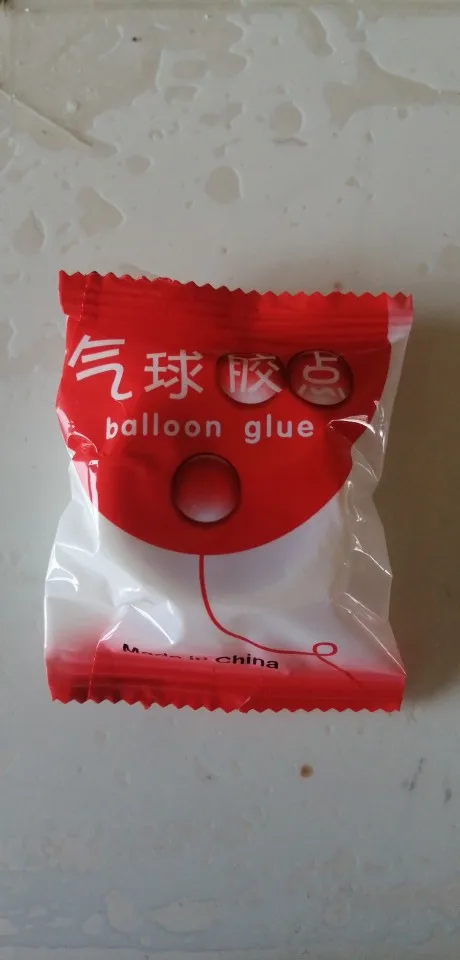 气球胶点
balloon glue
Made in China